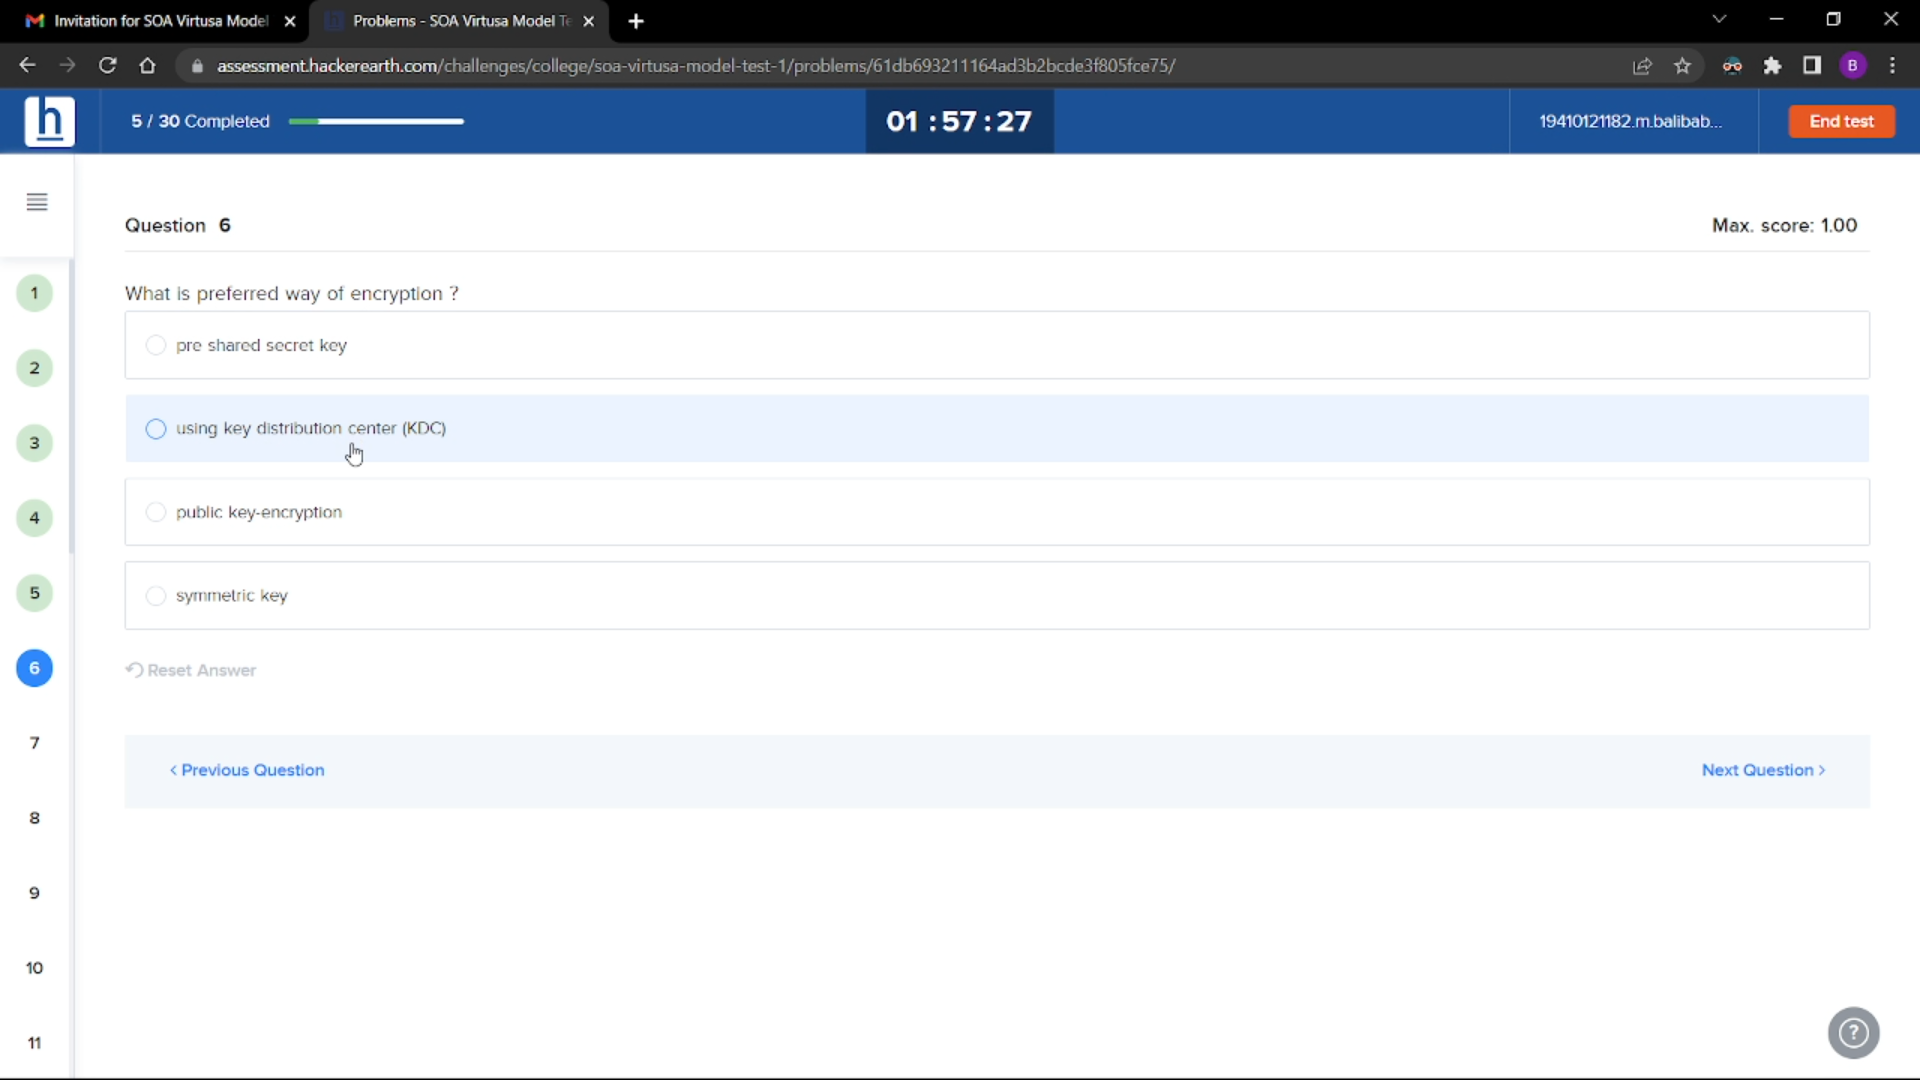 Invitation for SOA Virtusa Model
Problems - SOA Virtusa Model Te
assessment.hackerearth.com/challenges/college/soa-virtusa-model-test-1/problems/61db693211164ad3b2bcde3f805fce75/
B
h
5 / 30 Completed
01 : 57 : 27
19410121182.m.balibab...
End test
Question 6
Max. score: 1.00
What is preferred way of encryption ?
pre shared secret key
using key distribution center (KDC)
public key-encryption
symmetric key
Reset Answer
< Previous Question
Next Question >
1
2
3
4
5
6
7
8
9
10
11
?